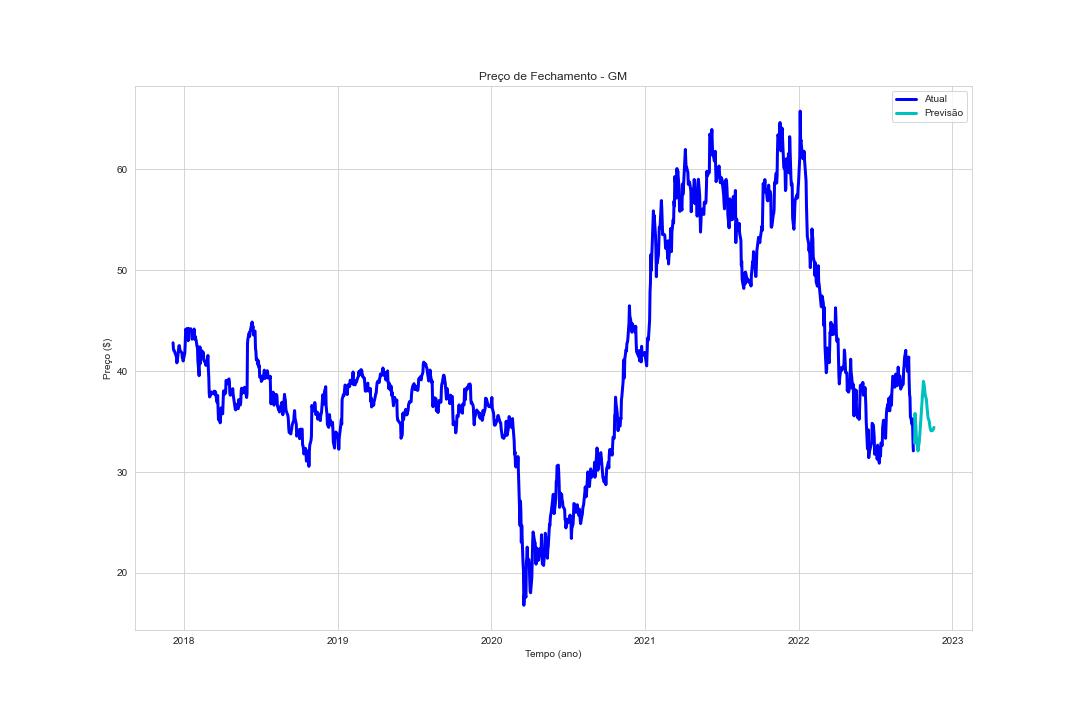 Preço de Fechamento - GM
Atual
Previsão
Preço ($)
60
50
40
30
20
2018 2019 2020 2021 2022 2023
Tempo (ano)